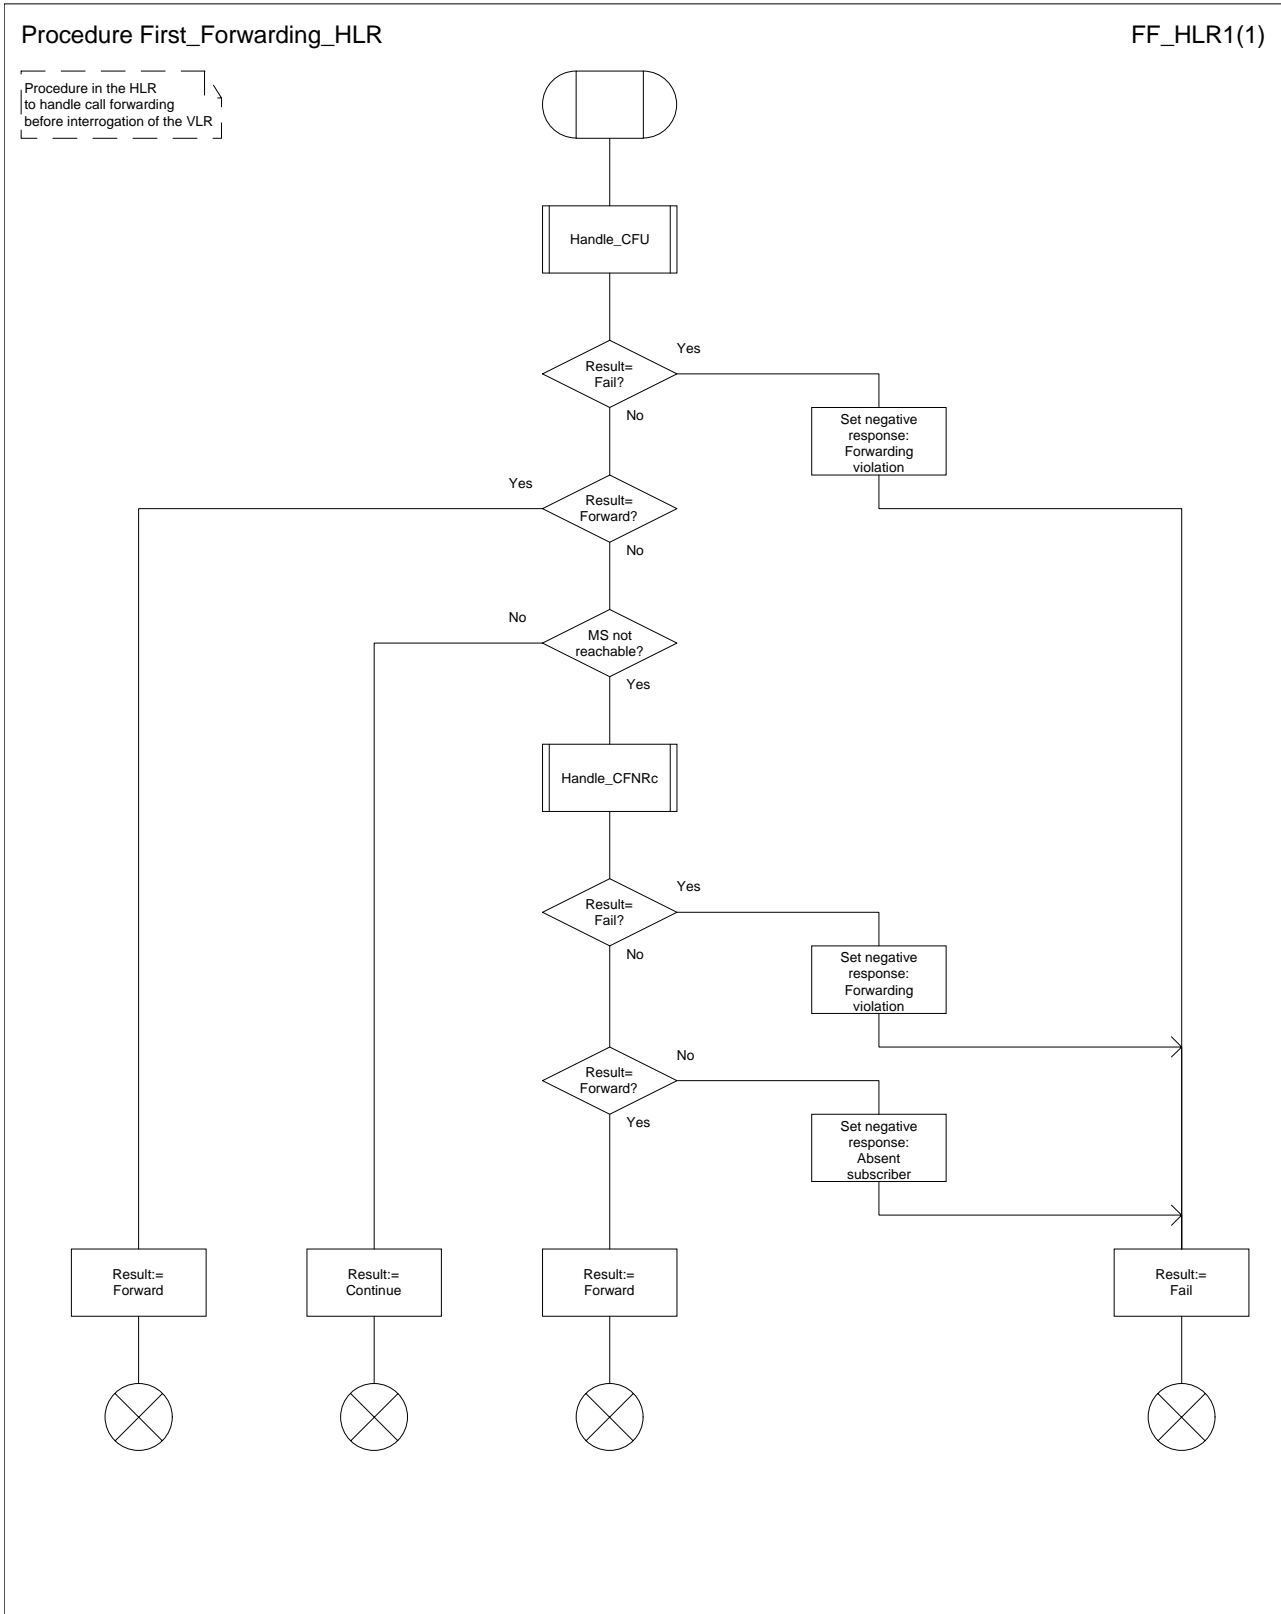 Procedure First_Forwarding_HLR
FF_HLR1(1)
Procedure in the HLR
to handle call forwarding
before interrogation of the VLR
Handle_CFU
Result=
Fail?
Yes
No
Set negative
response:
Forwarding
violation
Yes
Result=
Forward?
No
No
MS not
reachable?
Yes
Handle_CFNRc
Result=
Fail?
Yes
No
Set negative
response:
Forwarding
violation
Result=
Forward?
No
Yes
Set negative
response:
Absent
subscriber
Result:=
Forward
Result:=
Continue
Result:=
Forward
Result:=
Fail